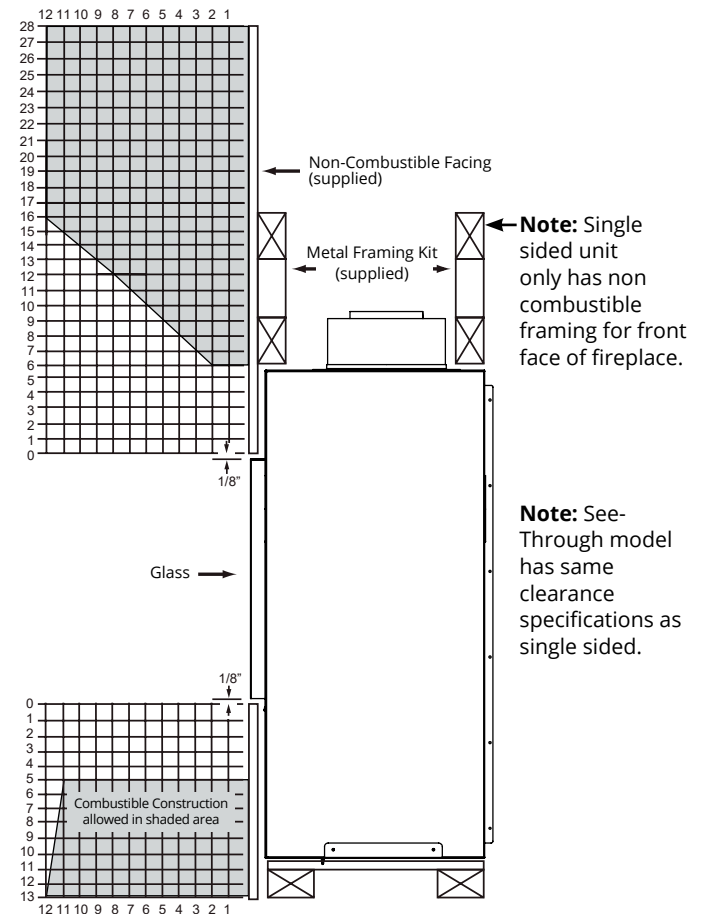 12 11 10 9 8 7 6 5 4 3 2 1
28
27
26
25
24
23
22
21
20
19
18
17
16
15
14
13
12
11
10
9
8
7
6
5
4
3
2
1
0
Non-Combustible Facing
(supplied)
Metal Framing Kit
(supplied)
Note: Single
sided unit
only has non
combustible
framing for front
face of fireplace.
1/8"
Glass
Note: See-
Through model
has same
clearance
specifications as
single sided.
1/8"
0
1
2
3
4
5
6
7
8
9
10
11
12
13
Combustible Construction
allowed in shaded area
12 11 10 9 8 7 6 5 4 3 2 1